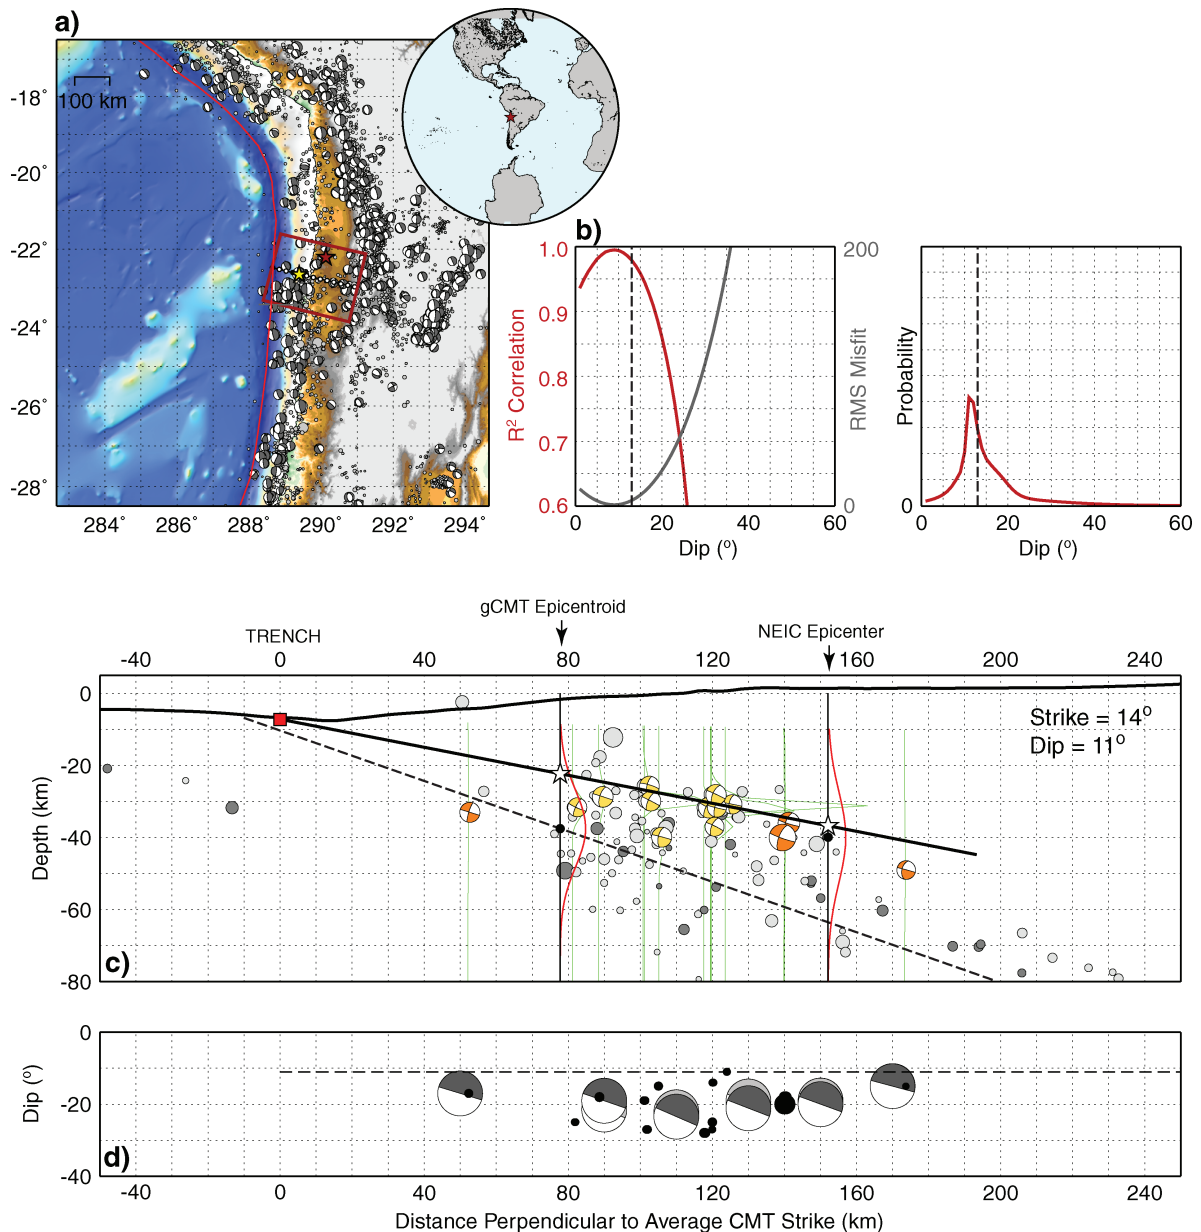 a)
100 km
-18°
-20°
-22°
-24°
-26°
-28°
284° 286° 288° 290° 292° 294°
b)
1.0
0.9
0.8
0.7
0.6
R² Correlation
200
0
RMS Misfit
0 20 40 60
Dip (°)
Probability
0
0 20 40 60
Dip (°)
gCMT Epicentroid
TRENCH
NEIC Epicenter
-40 0 40 80 120 160 200 240
0
-20
-40
-60
-80
Depth (km)
Strike = 14°
Dip = 11°
c)
0
-20
-40
Dip (°)
d)
-40 0 40 80 120 160 200 240
Distance Perpendicular to Average CMT Strike (km)